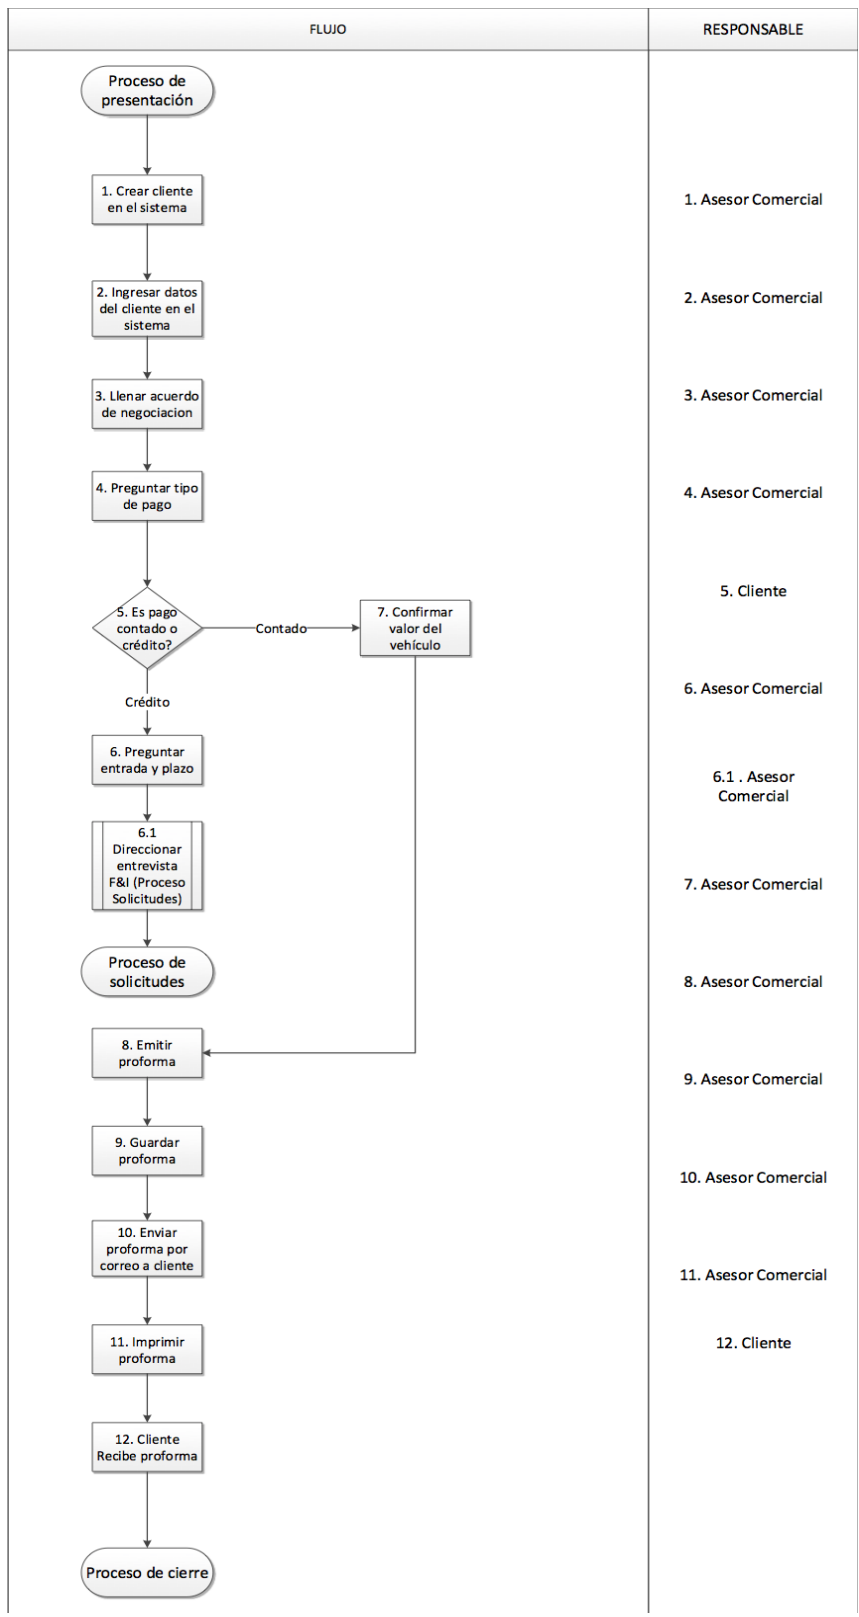 FLUJO
RESPONSABLE
Proceso de
presentación
1. Crear cliente
en el sistema
1. Asesor Comercial
2. Ingresar datos
del cliente en el
sistema
2. Asesor Comercial
3. Llenar acuerdo
de negociacion
3. Asesor Comercial
4. Preguntar tipo
de pago
4. Asesor Comercial
5. Es pago
contado o
crédito?
Contado
7. Confirmar
valor del
vehículo
5. Cliente
Crédito
6. Asesor Comercial
6. Preguntar
entrada y plazo
6.1 . Asesor
Comercial
6.1
Direccionar
entrevista
F&I (Proceso
Solicitudes)
7. Asesor Comercial
Proceso de
solicitudes
8. Asesor Comercial
8. Emitir
proforma
9. Asesor Comercial
9. Guardar
proforma
10. Asesor Comercial
10. Enviar
proforma por
correo a cliente
11. Asesor Comercial
11. Imprimir
proforma
12. Cliente
12. Cliente
Recibe proforma
Proceso de cierre